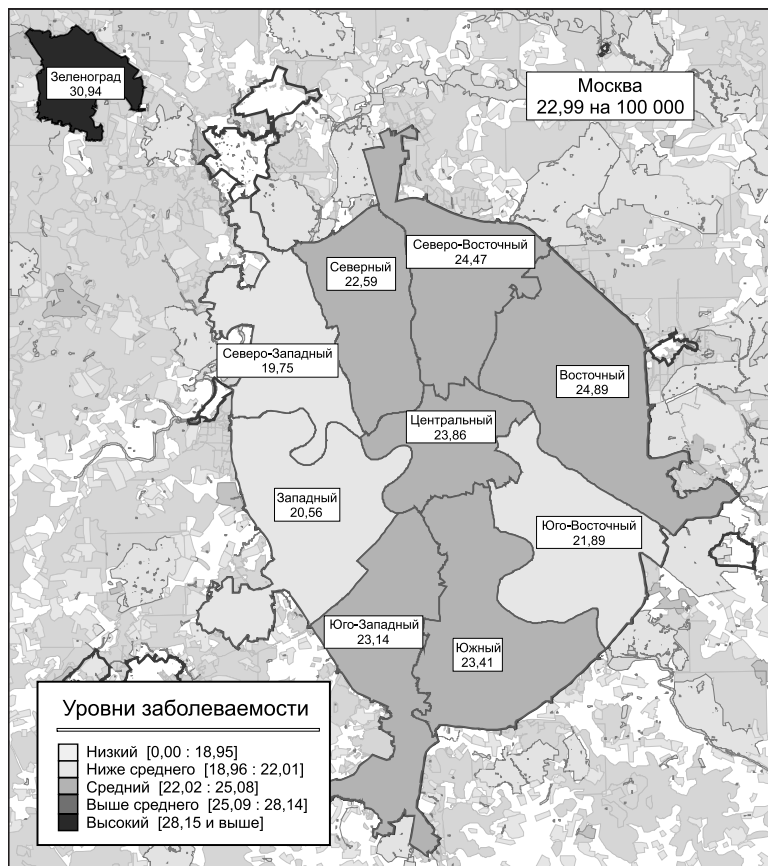 Зеленоград
30,94
Москва
22,99 на 100 000
Северо-Восточный
24,47
Северный
22,59
Северо-Западный
19,75
Восточный
24,89
Центральный
23,86
Западный
20,56
Юго-Восточный
21,89
Юго-Западный
23,14
Южный
23,41
Уровни заболеваемости
Низкий [0,00 : 18,95]
Ниже среднего [18,96 : 22,01]
Средний [22,02 : 25,08]
Выше среднего [25,09 : 28,14]
Высокий [28,15 и выше]